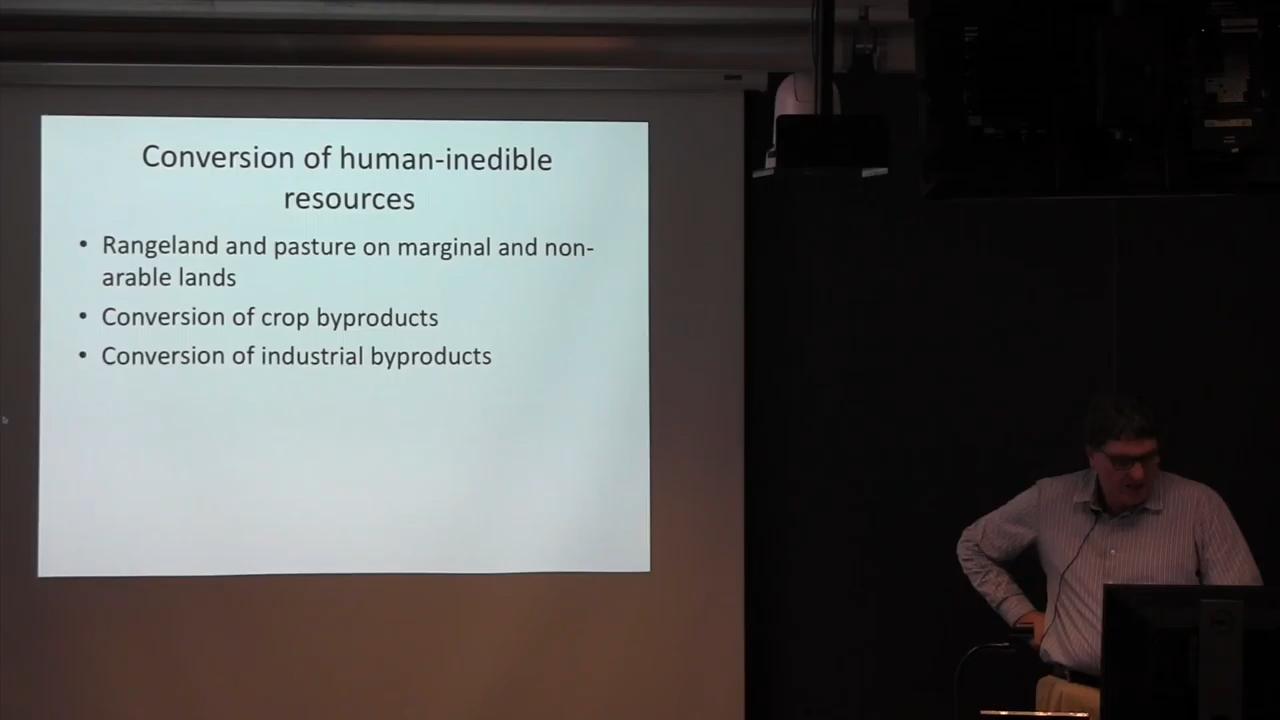 Conversion of human-inedible
resources
• Rangeland and pasture on marginal and non-
arable lands
• Conversion of crop byproducts
• Conversion of industrial byproducts